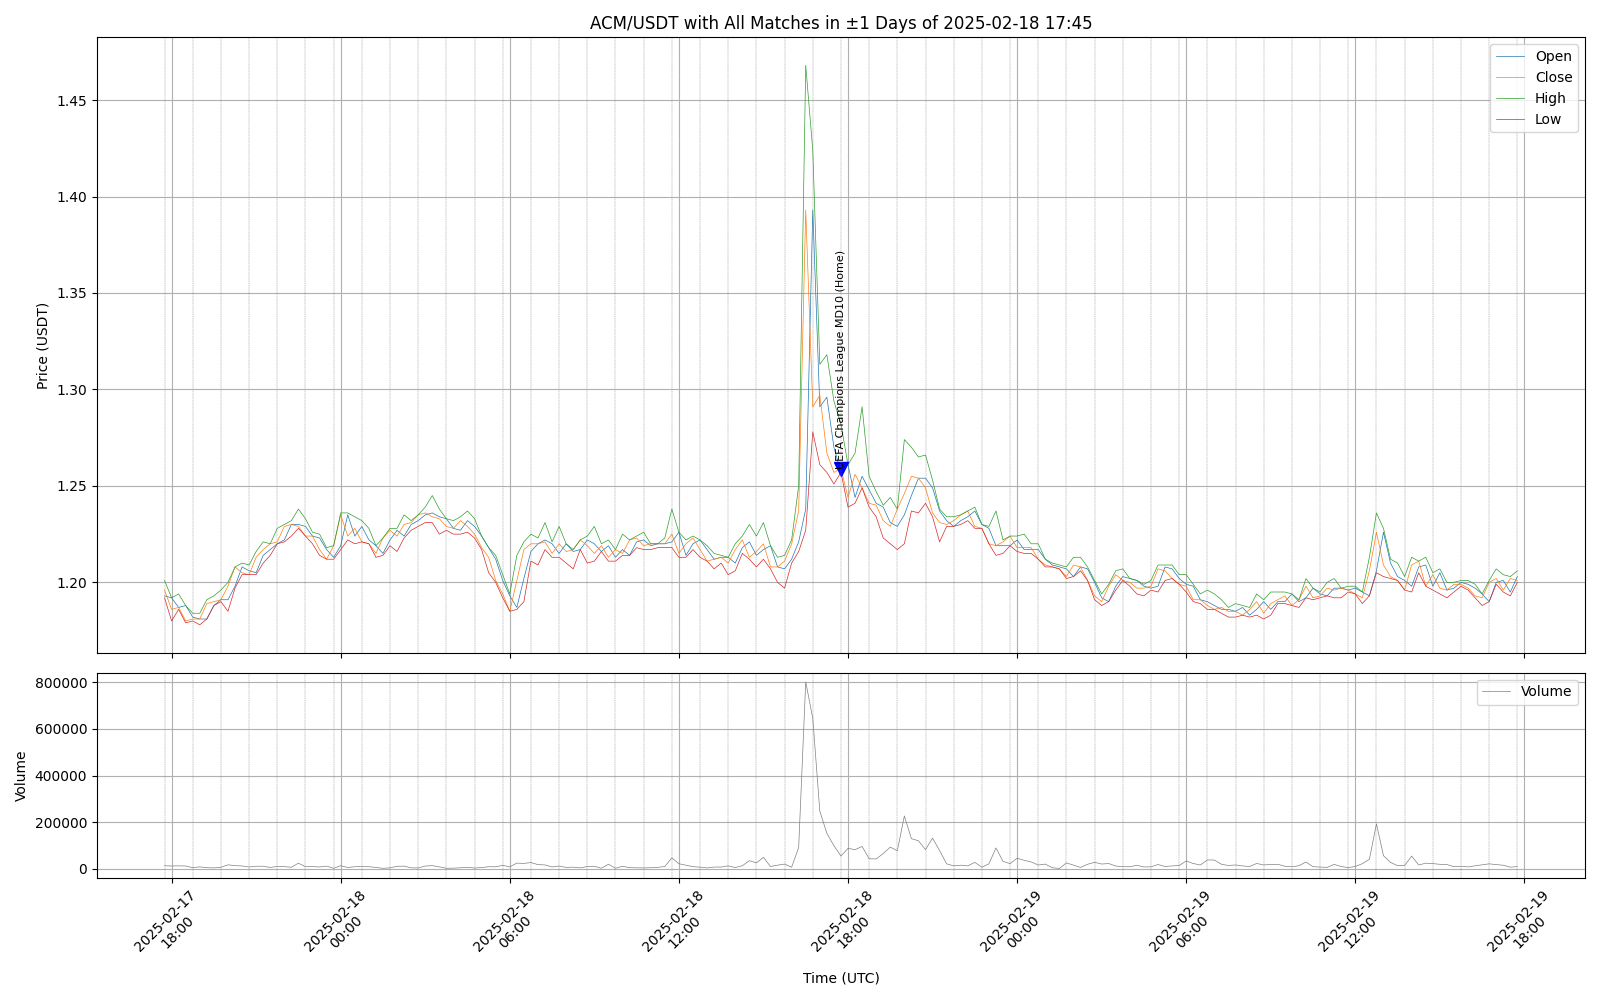 ACM/USDT with All Matches in ±1 Days of 2025-02-18 17:45
Open
Close
High
Low
1.45
1.40
1.35
1.30
1.25
1.20
Price (USDT)
UEFA Champions League MD10 (Home)
Volume
800000
600000
400000
200000
0
Volume
2025-02-17
18:00
2025-02-18
00:00
2025-02-18
06:00
2025-02-18
12:00
2025-02-18
18:00
2025-02-19
00:00
2025-02-19
06:00
2025-02-19
12:00
2025-02-19
18:00
Time (UTC)